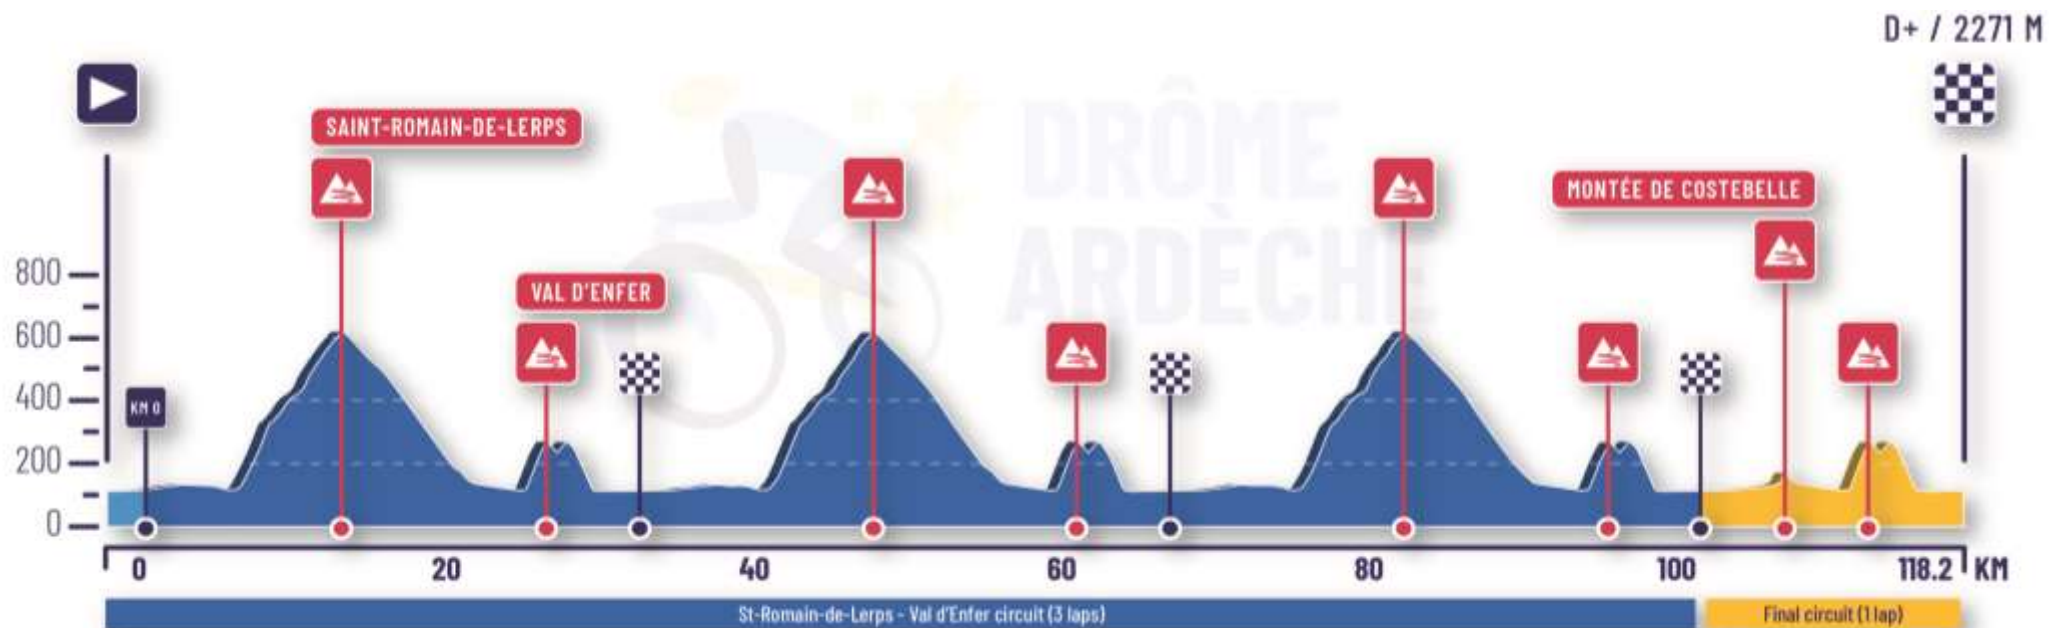 D+ / 2271 M
SAINT-ROMAIN-DE-LERPS
DRÔME
ARDÈCHE
MONTÉE DE COSTEBELLE
VAL D'ENFER
800
600
400
200
0
KM 0
0 20 40 60 80 100 118.2 KM
St-Romain-de-Lerps - Val d'Enfer circuit (3 laps)
Final circuit (1 lap)